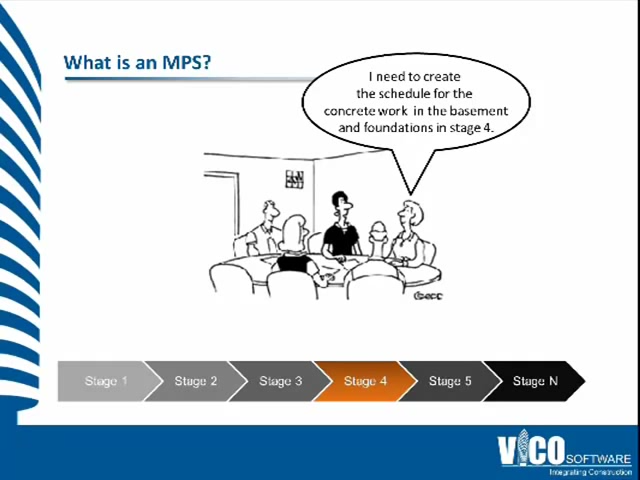 What is an MPS?
I need to create
the schedule for the
concrete work in the basement
and foundations in stage 4.
Stage 1
Stage 2
Stage 3
Stage 4
Stage 5
Stage N
VICO SOFTWARE
Integrating Construction